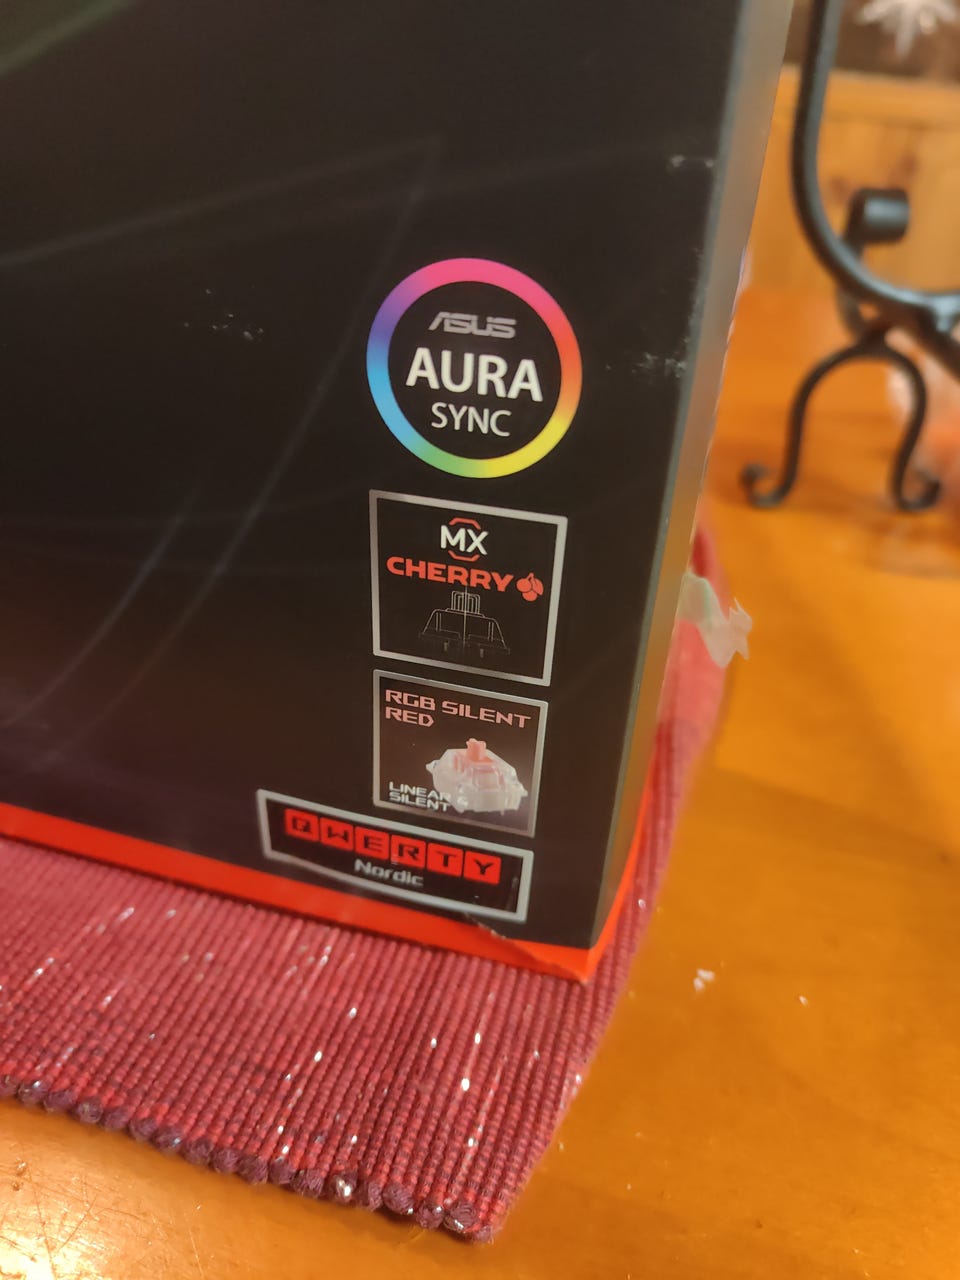 ASUS
AURA
SYNC
MX
CHERRY
RGB SILENT
RED
LINEAR &
SILENT
QWERTY
Nordic